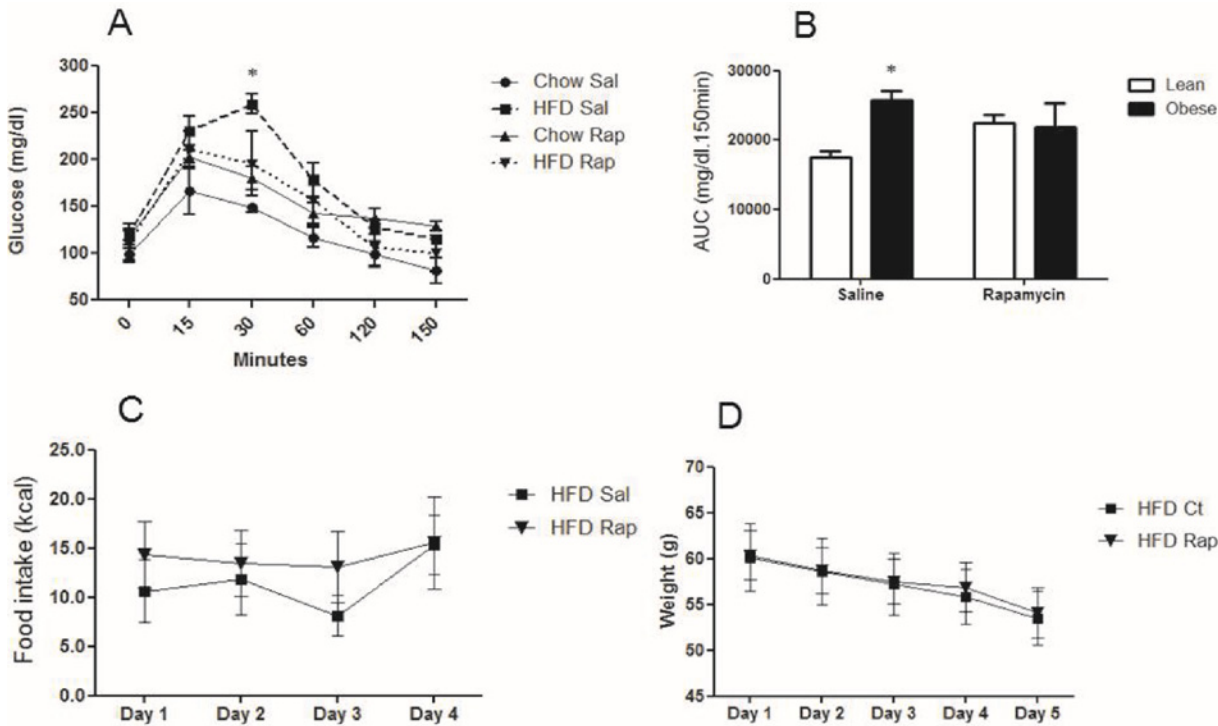 A
300
250
200
150
100
50
Glucose (mg/dl)
*
0
15
30
60
120
150
Minutes
Chow Sal
HFD Sal
Chow Rap
HFD Rap
B
30000
20000
10000
0
AUC (mg/dl.150min)
*
Saline
Rapamycin
Lean
Obese
C
25.0
20.0
15.0
10.0
5.0
0.0
Food intake (kcal)
Day 1 Day 2 Day 3 Day 4
HFD Sal
HFD Rap
D
70
65
60
55
50
45
Weight (g)
Day 1 Day 2 Day 3 Day 4 Day 5
HFD Ct
HFD Rap